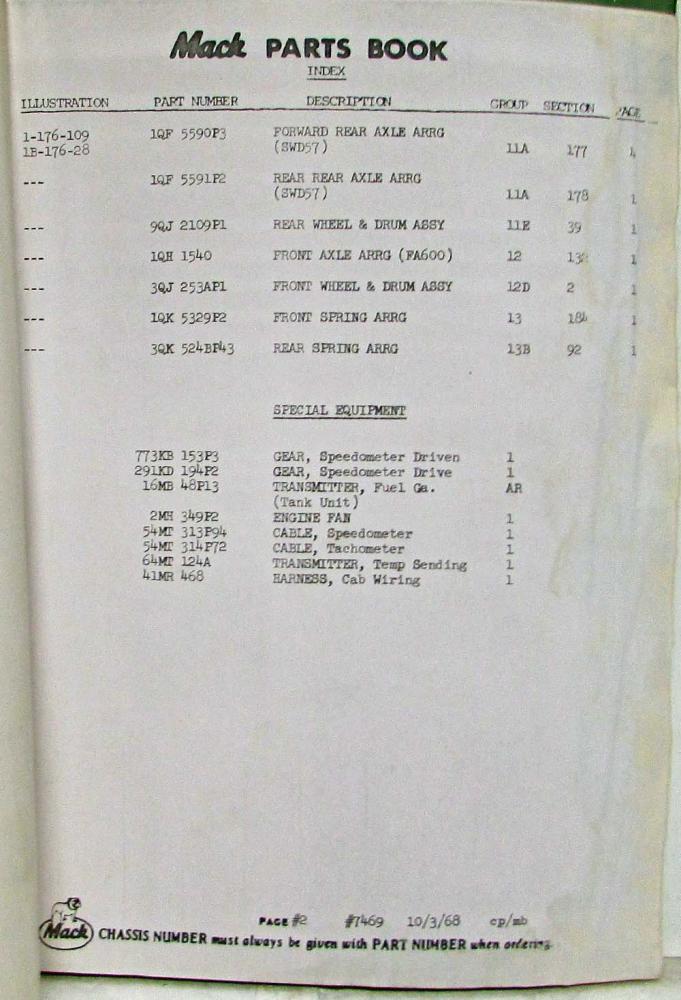 Mack PARTS BOOK
INDEX
ILLUSTRATION PART NUMBER DESCRIPTION GROUP SECTION PAGE
1-176-109 1QF 5590P3 FORWARD REAR AXLE ARRG
1B-176-28 (SWD57) 11A 177 4
--- 1QF 5591P2 REAR REAR AXLE ARRG
(SWD57) 11A 178 1
--- 9QJ 2109P1 REAR WHEEL & DRUM ASSY 11E 39 1
--- 1QH 1540 FRONT AXLE ARRG (FA600) 12 1
--- 3QJ 253AP1 FRONT WHEEL & DRUM ASSY 12D 2 1
--- 1QK 5329P2 FRONT SPRING ARRG 13 184 1
--- 3QK 524BP43 REAR SPRING ARRG 13B 92 1
SPECIAL EQUIPMENT
773KB 153P3 GEAR, Speedometer Driven 1
291KD 194P2 GEAR, Speedometer Drive 1
16MB 48P13 TRANSMITTER, Fuel Ga. AR
(Tank Unit)
2MH 349P2 ENGINE FAN 1
54MT 313P94 CABLE, Speedometer 1
54MT 314P72 CABLE, Tachometer 1
64MT 124A TRANSMITTER, Temp Sending 1
41MR 468 HARNESS, Cab Wiring 1
PAGE #2 #7469 10/3/68 cp/mb
Mack CHASSIS NUMBER must always be given with PART NUMBER when ordering